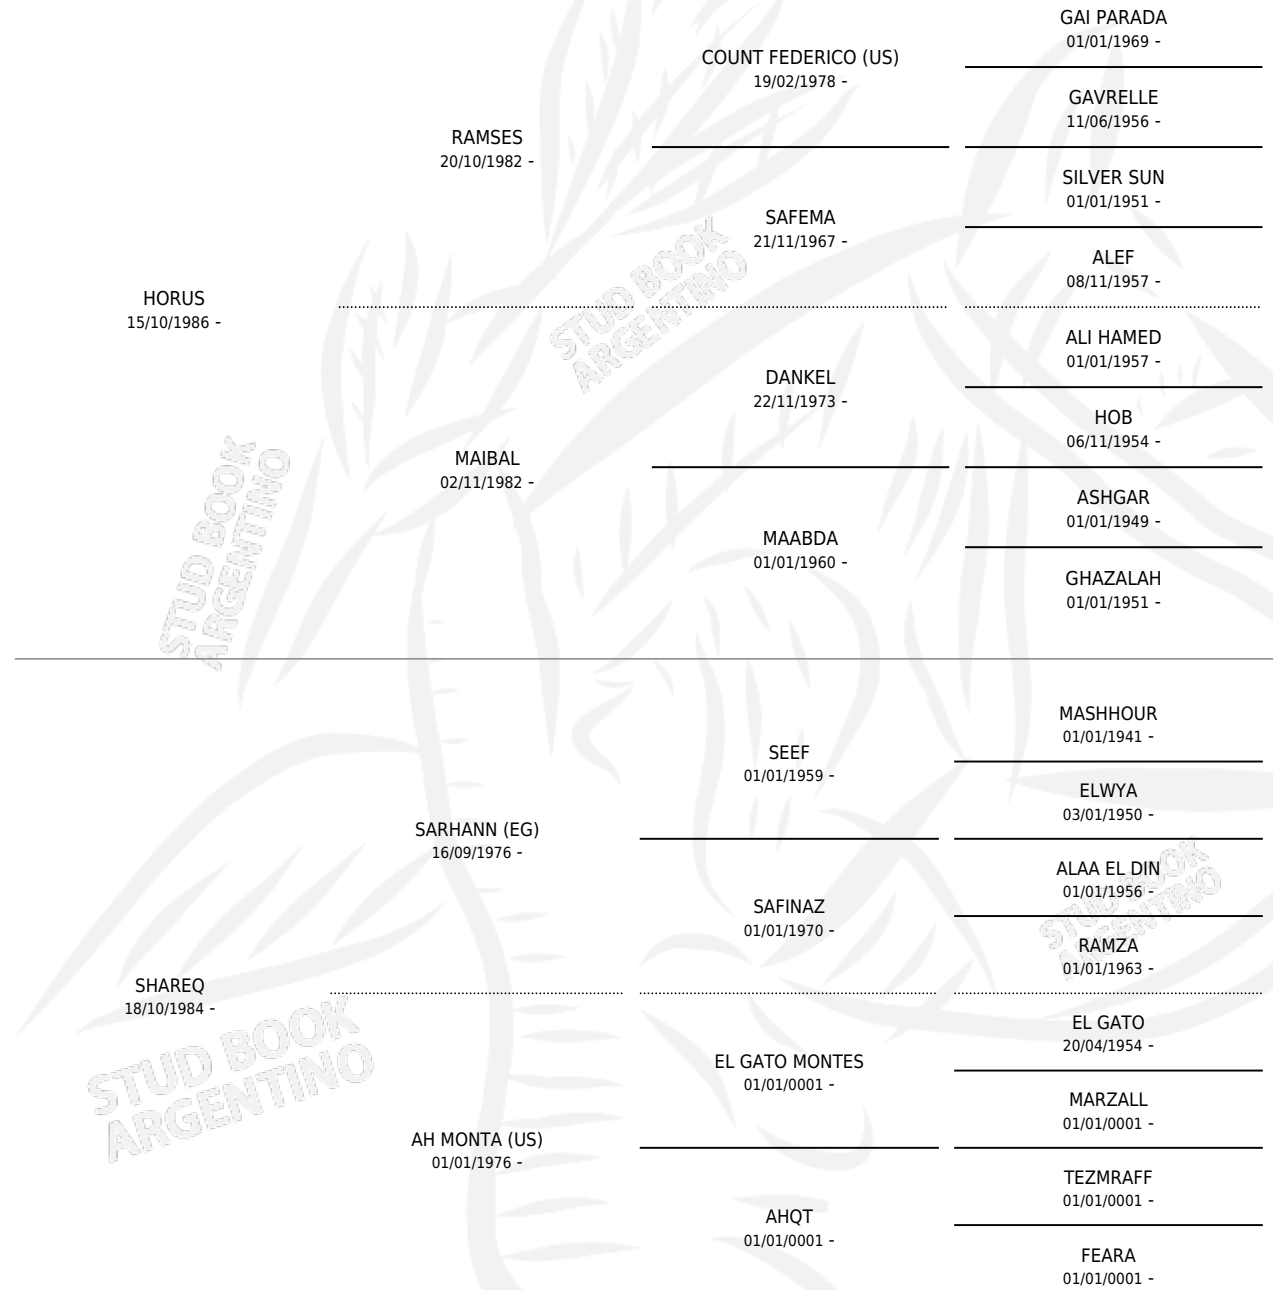 GAI PARADA
01/01/1969 -
COUNT FEDERICO (US)
19/02/1978 -
GAVRELLE
11/06/1956 -
RAMSES
20/10/1982 -
SILVER SUN
01/01/1951 -
SAFEMA
21/11/1967 -
ALEF
08/11/1957 -
HORUS
15/10/1986 -
ALI HAMED
01/01/1957 -
DANKEL
22/11/1973 -
HOB
06/11/1954 -
MAIBAL
02/11/1982 -
ASHGAR
01/01/1949 -
MAABDA
01/01/1960 -
GHAZALAH
01/01/1951 -
STUD BOOK
ARGENTINO
STUD BOOK
ARGENTINO
MASHHOUR
01/01/1941 -
SEEF
01/01/1959 -
ELWYA
03/01/1950 -
SARHANN (EG)
16/09/1976 -
ALAA EL DIN
01/01/1956 -
SAFINAZ
01/01/1970 -
RAMZA
01/01/1963 -
SHAREQ
18/10/1984 -
EL GATO
20/04/1954 -
EL GATO MONTES
01/01/0001 -
MARZALL
01/01/0001 -
AH MONTA (US)
01/01/1976 -
TEZMRAFF
01/01/0001 -
AHQT
01/01/0001 -
FEARA
01/01/0001 -
STUD BOOK
ARGENTINO
STUD BOOK
ARGENTINO